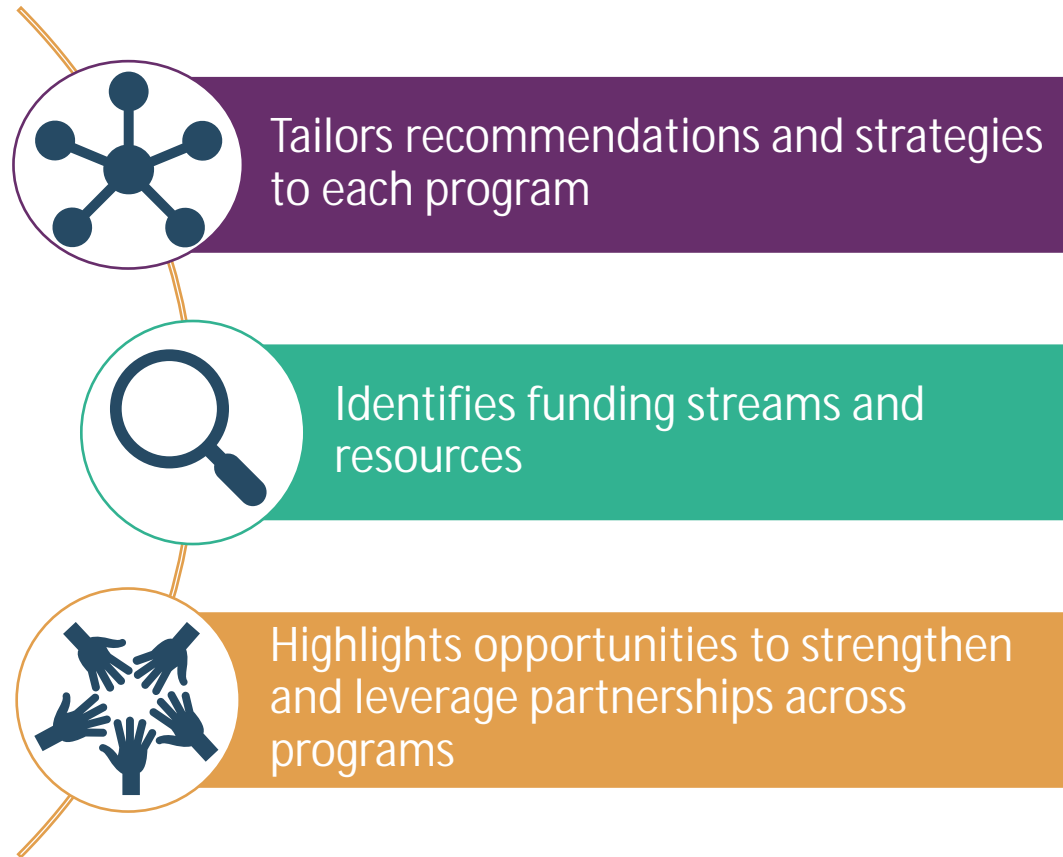 Tailors recommendations and strategies
to each program
Identifies funding streams and
resources
Highlights opportunities to strengthen
and leverage partnerships across
programs